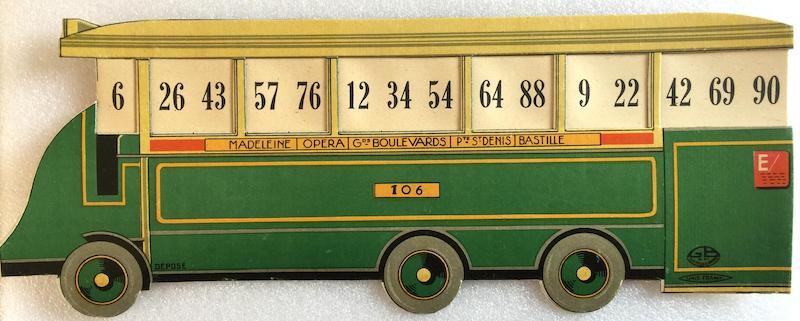 6 26 43 57 76 12 34 54 64 88 9 22 42 69 90
MADELEINE | OPERA | Gds BOULEVARDS | Pte St DENIS | BASTILLE
E/
106
DÉPOSÉ